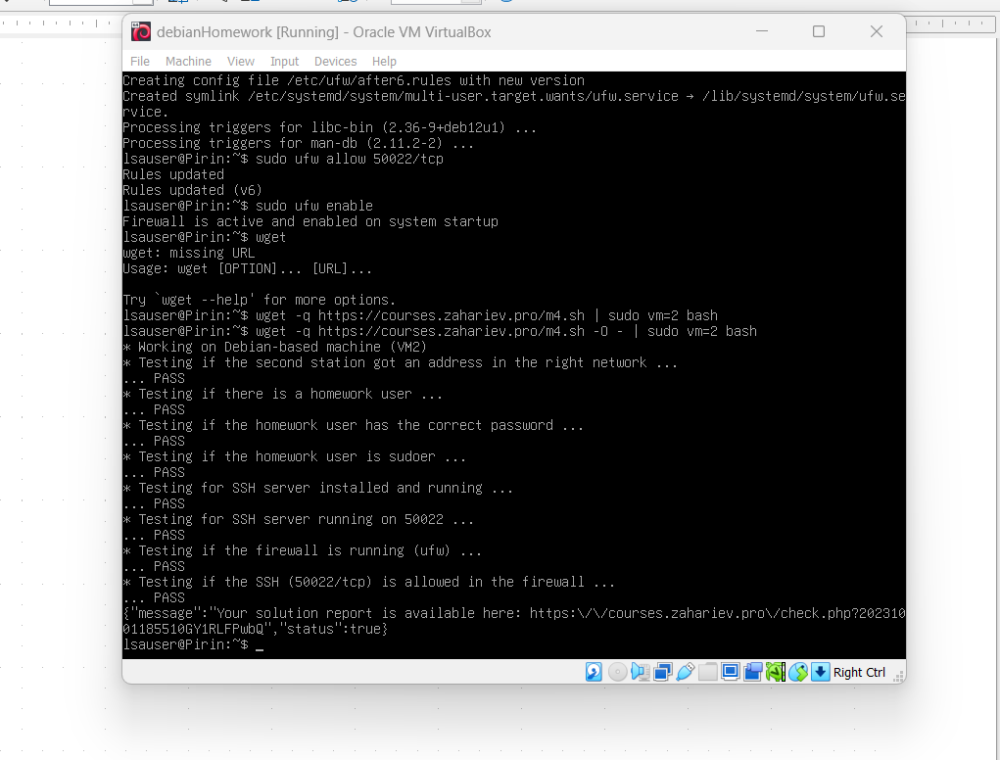 debianHomework [Running] - Oracle VM VirtualBox
File Machine View Input Devices Help
Creating config file /etc/ufw/after6.rules with new version
Created symlink /etc/systemd/system/multi-user.target.wants/ufw.service → /lib/systemd/system/ufw.se
rvice.
Processing triggers for libc-bin (2.36-9+deb12u1) ...
Processing triggers for man-db (2.11.2-2) ...
lsauser@Pirin:~$ sudo ufw allow 50022/tcp
Rules updated
Rules updated (v6)
lsauser@Pirin:~$ sudo ufw enable
Firewall is active and enabled on system startup
lsauser@Pirin:~$ wget
wget: missing URL
Usage: wget [OPTION]... [URL]...
Try `wget --help' for more options.
lsauser@Pirin:~$ wget -q https://courses.zahariev.pro/m4.sh | sudo vm=2 bash
lsauser@Pirin:~$ wget -q https://courses.zahariev.pro/m4.sh -O - | sudo vm=2 bash
* Working on Debian-based machine (VM2)
* Testing if the second station got an address in the right network ...
... PASS
* Testing if there is a homework user ...
... PASS
* Testing if the homework user has the correct password ...
... PASS
* Testing if the homework user is sudoer ...
... PASS
* Testing for SSH server installed and running ...
... PASS
* Testing for SSH server running on 50022 ...
... PASS
* Testing if the firewall is running (ufw) ...
... PASS
* Testing if the SSH (50022/tcp) is allowed in the firewall ...
... PASS
{"message":"Your solution report is available here: https:\/\/courses.zahariev.pro\/check.php?202310
01185510GY1RLFPwbQ","status":true}
lsauser@Pirin:~$ _
Right Ctrl